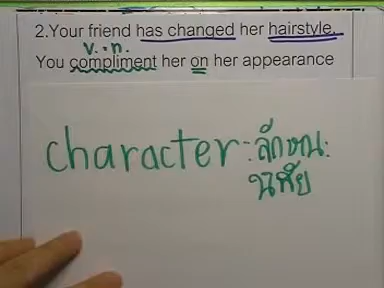 2.Your friend has changed her hairstyle.
v. n.
You compliment her on her appearance
character : ลักษณะ
นิสัย